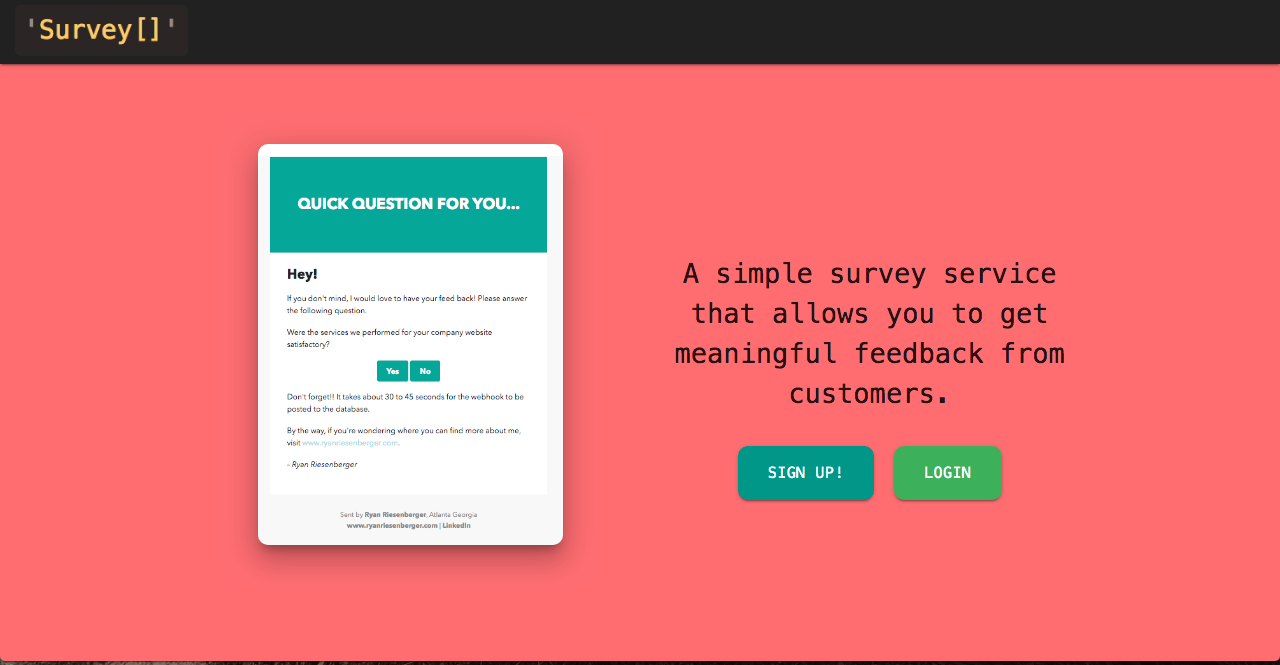 'Survey[]'
QUICK QUESTION FOR YOU...
Hey!
If you don't mind, I would love to have your feed back! Please answer
the following question.
Were the services we performed for your company website
satisfactory?
Yes No
Don't forget!! It takes about 30 to 45 seconds for the webhook to be
posted to the database.
By the way, if you're wondering where you can find more about me,
visit www.ryanriesenberger.com.
- Ryan Riesenberger
Sent by Ryan Riesenberger, Atlanta Georgia
www.ryanriesenberger.com | LinkedIn
A simple survey service
that allows you to get
meaningful feedback from
customers.
SIGN UP! LOGIN